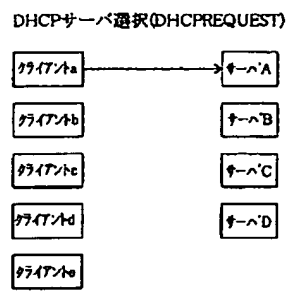 DHCPサーバ選択(DHCPREQUEST)
クライアントa
サーバA
クライアントb
サーバB
クライアントc
サーバC
クライアントd
サーバD
クライアントe